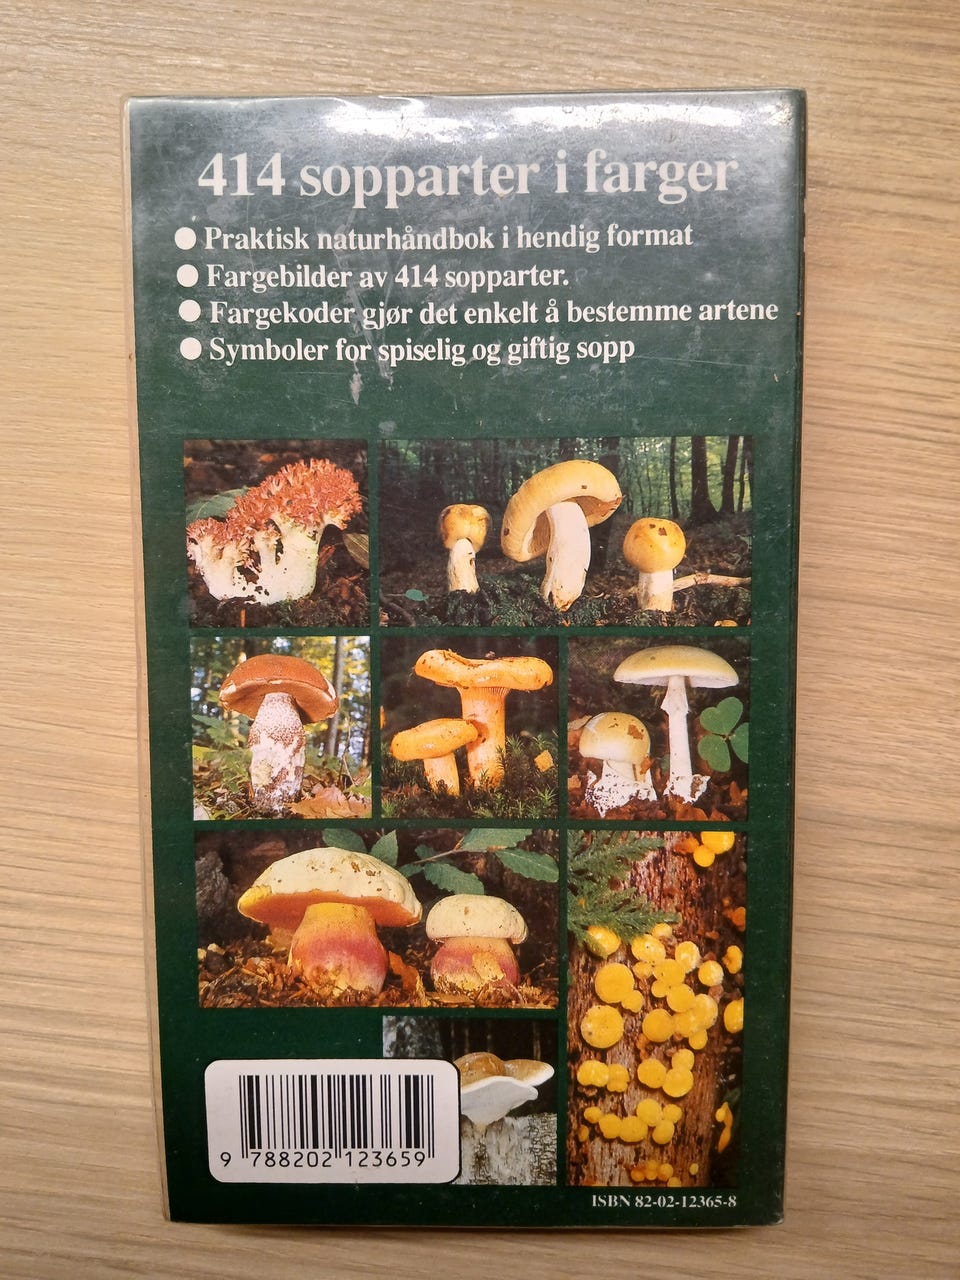 414 sopparter i farger
● Praktisk naturhåndbok i hendig format
● Fargebilder av 414 sopparter.
● Fargekoder gjør det enkelt å bestemme artene
● Symboler for spiselig og giftig sopp
9 788202 123659
ISBN 82-02-12365-8